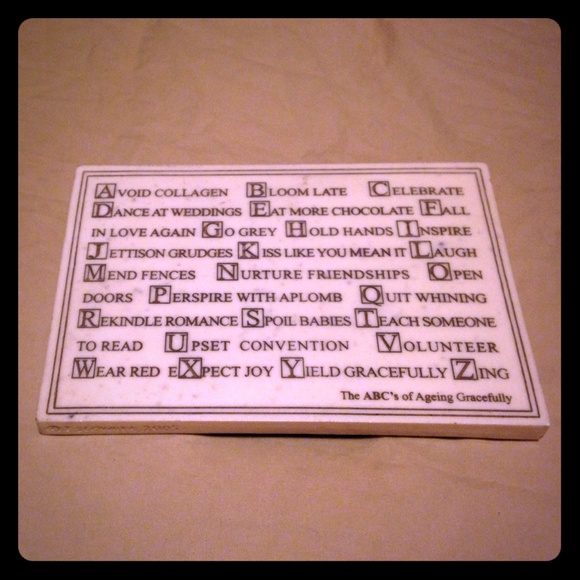 AVOID COLLAGEN BLOOM LATE CELEBRATE
DANCE AT WEDDINGS EAT MORE CHOCOLATE FALL
IN LOVE AGAIN GO GREY HOLD HANDS INSPIRE
JETTISON GRUDGES KISS LIKE YOU MEAN IT LAUGH
MEND FENCES NURTURE FRIENDSHIPS OPEN
DOORS PERSPIRE WITH APLOMB QUIT WHINING
REKINDLE ROMANCE SPOIL BABIES TEACH SOMEONE
TO READ UPSET CONVENTION VOLUNTEER
WEAR RED EXPECT JOY YIELD GRACEFULLY ZING
The ABC's of Ageing Gracefully